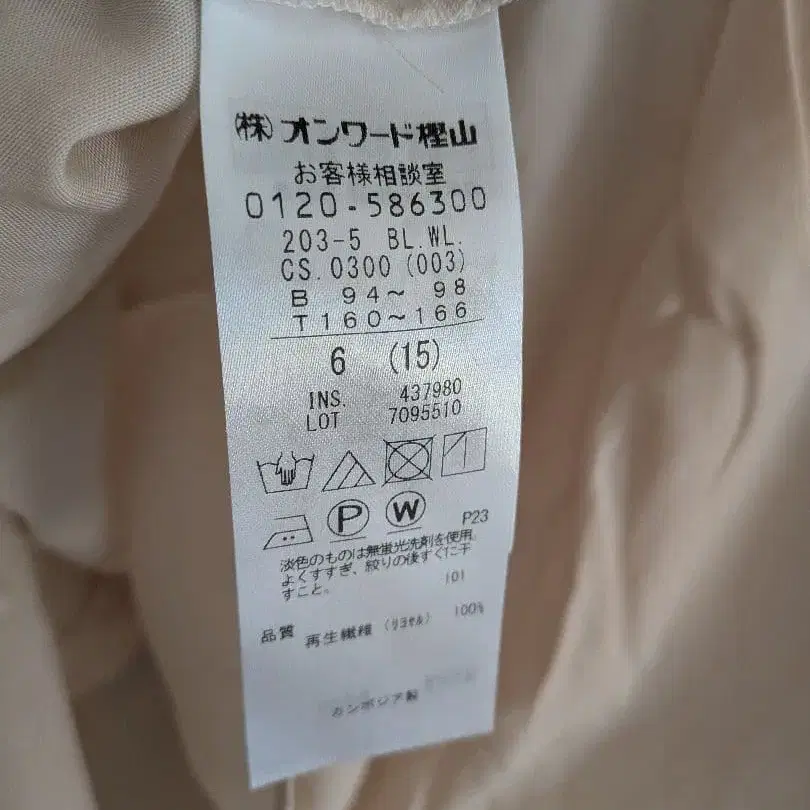 (株)オンワード樫山
お客様相談室
0120-586300
203-5 BL.WL.
CS.0300 (003)
B 94〜 98
T160〜166
6 (15)
INS. 437980
LOT 7095510
P W P23
淡色のものは無蛍光洗剤を使用。
よくすすぎ、絞りの後すぐに干
すこと。
101
品質 再生繊維 (リヨセル) 100%
カンボジア製